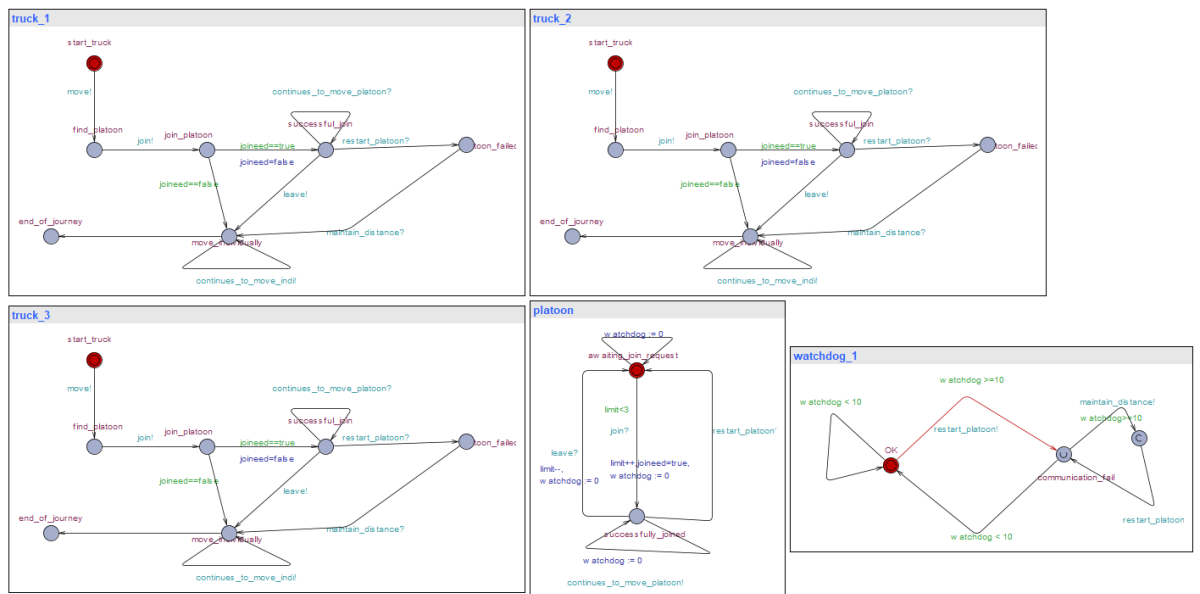 truck_1
start_truck
move!
continues_to_move_platoon?
find_platoon
join!
join_platoon
joineed==true
joineed=false
successful_join
restart_platoon?
toon_failed
joineed==false
leave!
end_of_journey
move_individually
maintain_distance?
continues_to_move_indi!
truck_2
start_truck
move!
continues_to_move_platoon?
find_platoon
join!
join_platoon
joineed==true
joineed=false
successful_join
restart_platoon?
toon_failed
joineed==false
leave!
end_of_journey
move_individually
maintain_distance?
continues_to_move_indi!
truck_3
start_truck
move!
continues_to_move_platoon?
find_platoon
join!
join_platoon
joineed==true
joineed=false
successful_join
restart_platoon?
toon_failed
joineed==false
leave!
end_of_journey
move_individually
maintain_distance?
continues_to_move_indi!
platoon
watchdog := 0
awaiting_join_request
limit<3
join?
restart_platoon?
leave?
limit--,
watchdog := 0
limit++,joineed=true,
watchdog := 0
successfully_joined
watchdog := 0
continues_to_move_platoon!
watchdog_1
watchdog >=10
watchdog < 10
restart_platoon!
maintain_distance!
watchdog>=10
OK
U
C
communication_fail
restart_platoon
watchdog < 10